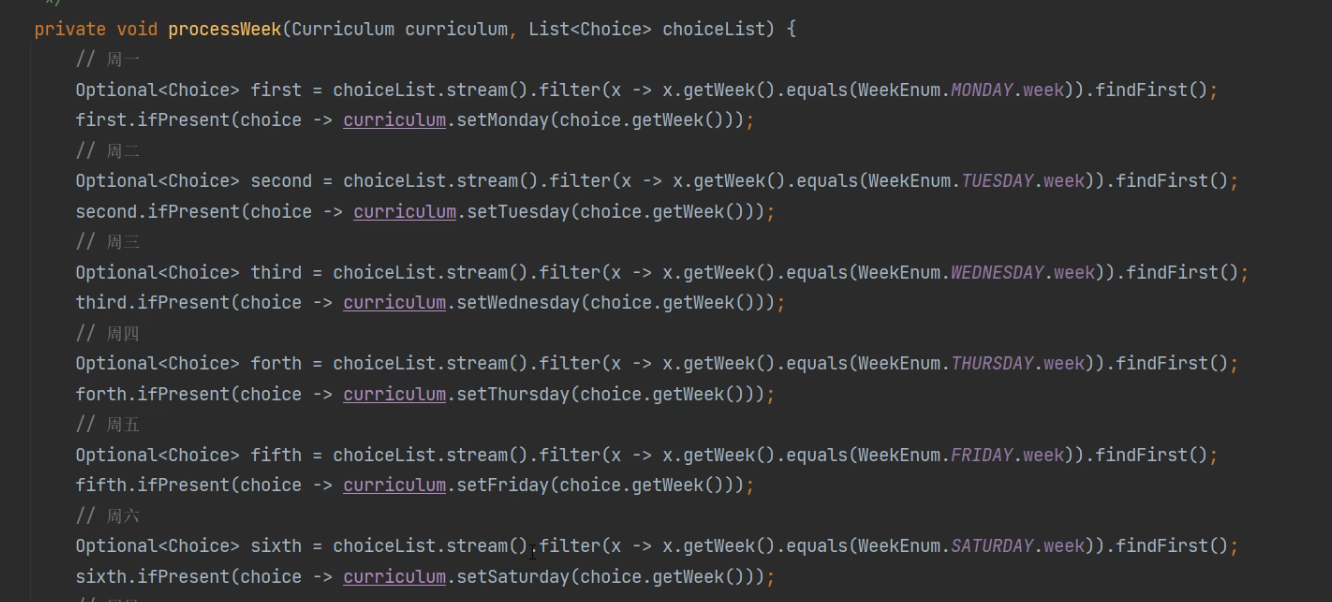 */
private void processWeek(Curriculum curriculum, List<Choice> choiceList) {
// 周一
Optional<Choice> first = choiceList.stream().filter(x -> x.getWeek().equals(WeekEnum.MONDAY.week)).findFirst();
first.ifPresent(choice -> curriculum.setMonday(choice.getWeek()));
// 周二
Optional<Choice> second = choiceList.stream().filter(x -> x.getWeek().equals(WeekEnum.TUESDAY.week)).findFirst();
second.ifPresent(choice -> curriculum.setTuesday(choice.getWeek()));
// 周三
Optional<Choice> third = choiceList.stream().filter(x -> x.getWeek().equals(WeekEnum.WEDNESDAY.week)).findFirst();
third.ifPresent(choice -> curriculum.setWednesday(choice.getWeek()));
// 周四
Optional<Choice> forth = choiceList.stream().filter(x -> x.getWeek().equals(WeekEnum.THURSDAY.week)).findFirst();
forth.ifPresent(choice -> curriculum.setThursday(choice.getWeek()));
// 周五
Optional<Choice> fifth = choiceList.stream().filter(x -> x.getWeek().equals(WeekEnum.FRIDAY.week)).findFirst();
fifth.ifPresent(choice -> curriculum.setFriday(choice.getWeek()));
// 周六
Optional<Choice> sixth = choiceList.stream().filter(x -> x.getWeek().equals(WeekEnum.SATURDAY.week)).findFirst();
sixth.ifPresent(choice -> curriculum.setSaturday(choice.getWeek()));